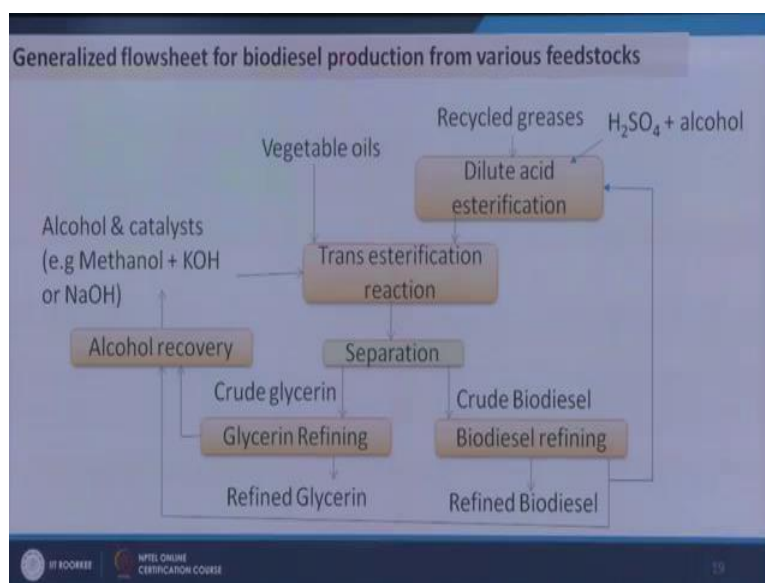 Generalized flowsheet for biodiesel production from various feedstocks
Recycled greases
H₂SO₄ + alcohol
Vegetable oils
Dilute acid
esterification
Alcohol & catalysts
(e.g Methanol + KOH
or NaOH)
Trans esterification
reaction
Alcohol recovery
Separation
Crude glycerin
Crude Biodiesel
Glycerin Refining
Biodiesel refining
Refined Glycerin
Refined Biodiesel
IIT ROORKEE
NPTEL ONLINE
CERTIFICATION COURSE
19